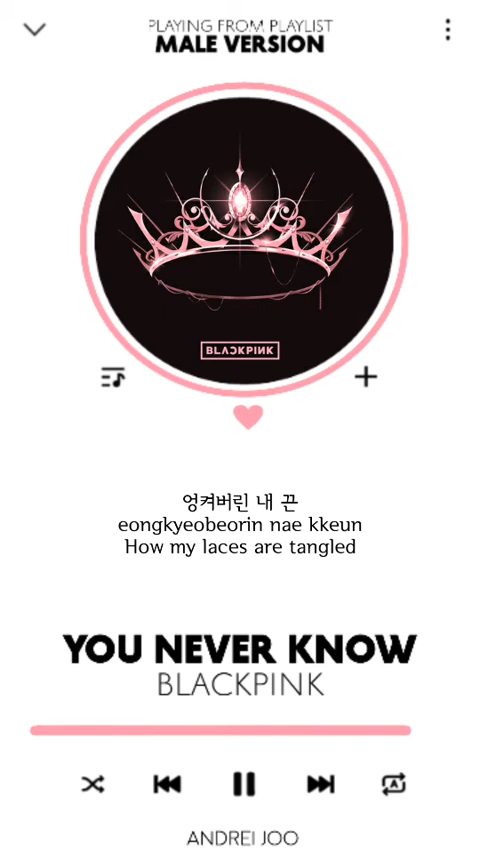 PLAYING FROM PLAYLIST
MALE VERSION
BLɅƆKPIИK
엉켜버린 내 끈
eongkyeobeorin nae kkeun
How my laces are tangled
YOU NEVER KNOW
BLACKPINK
A
ANDREI JOO